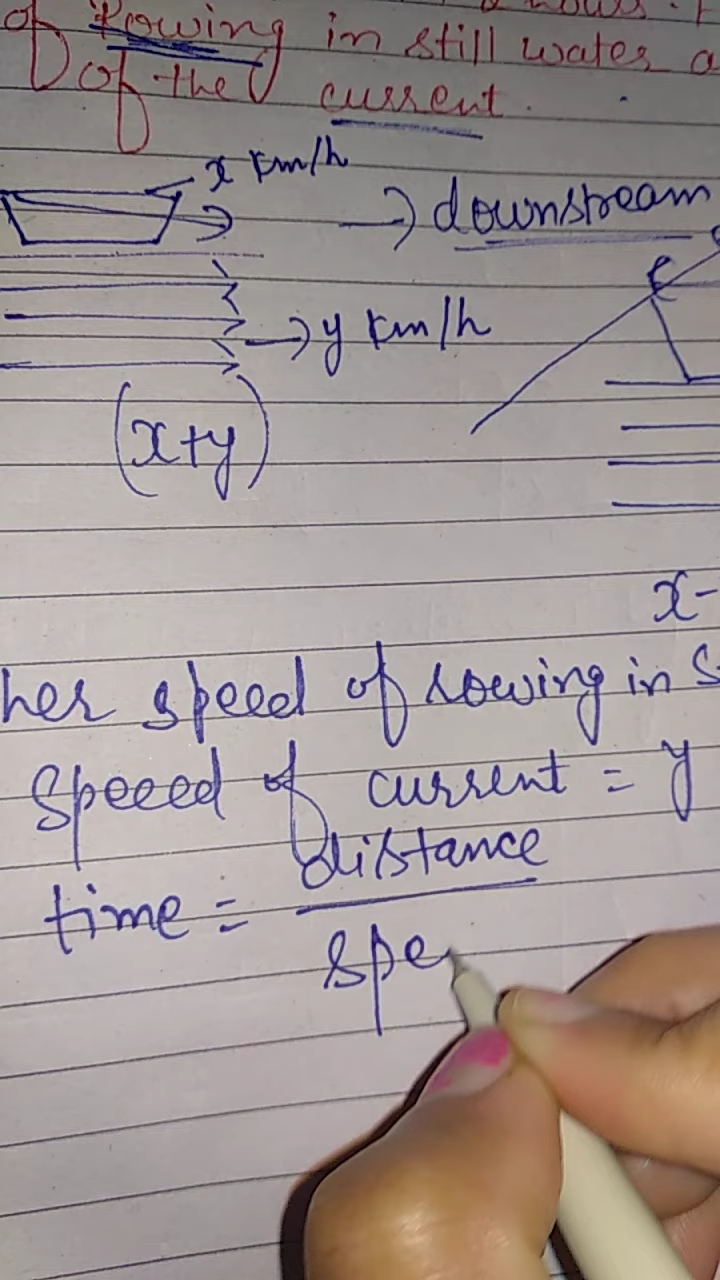 of Rowing in still water a
of the current.
x km/h
→ downstream
→ y km/h
(x+y)
x-
her speed of rowing in S
Speeed of current = y
time = distance
spe